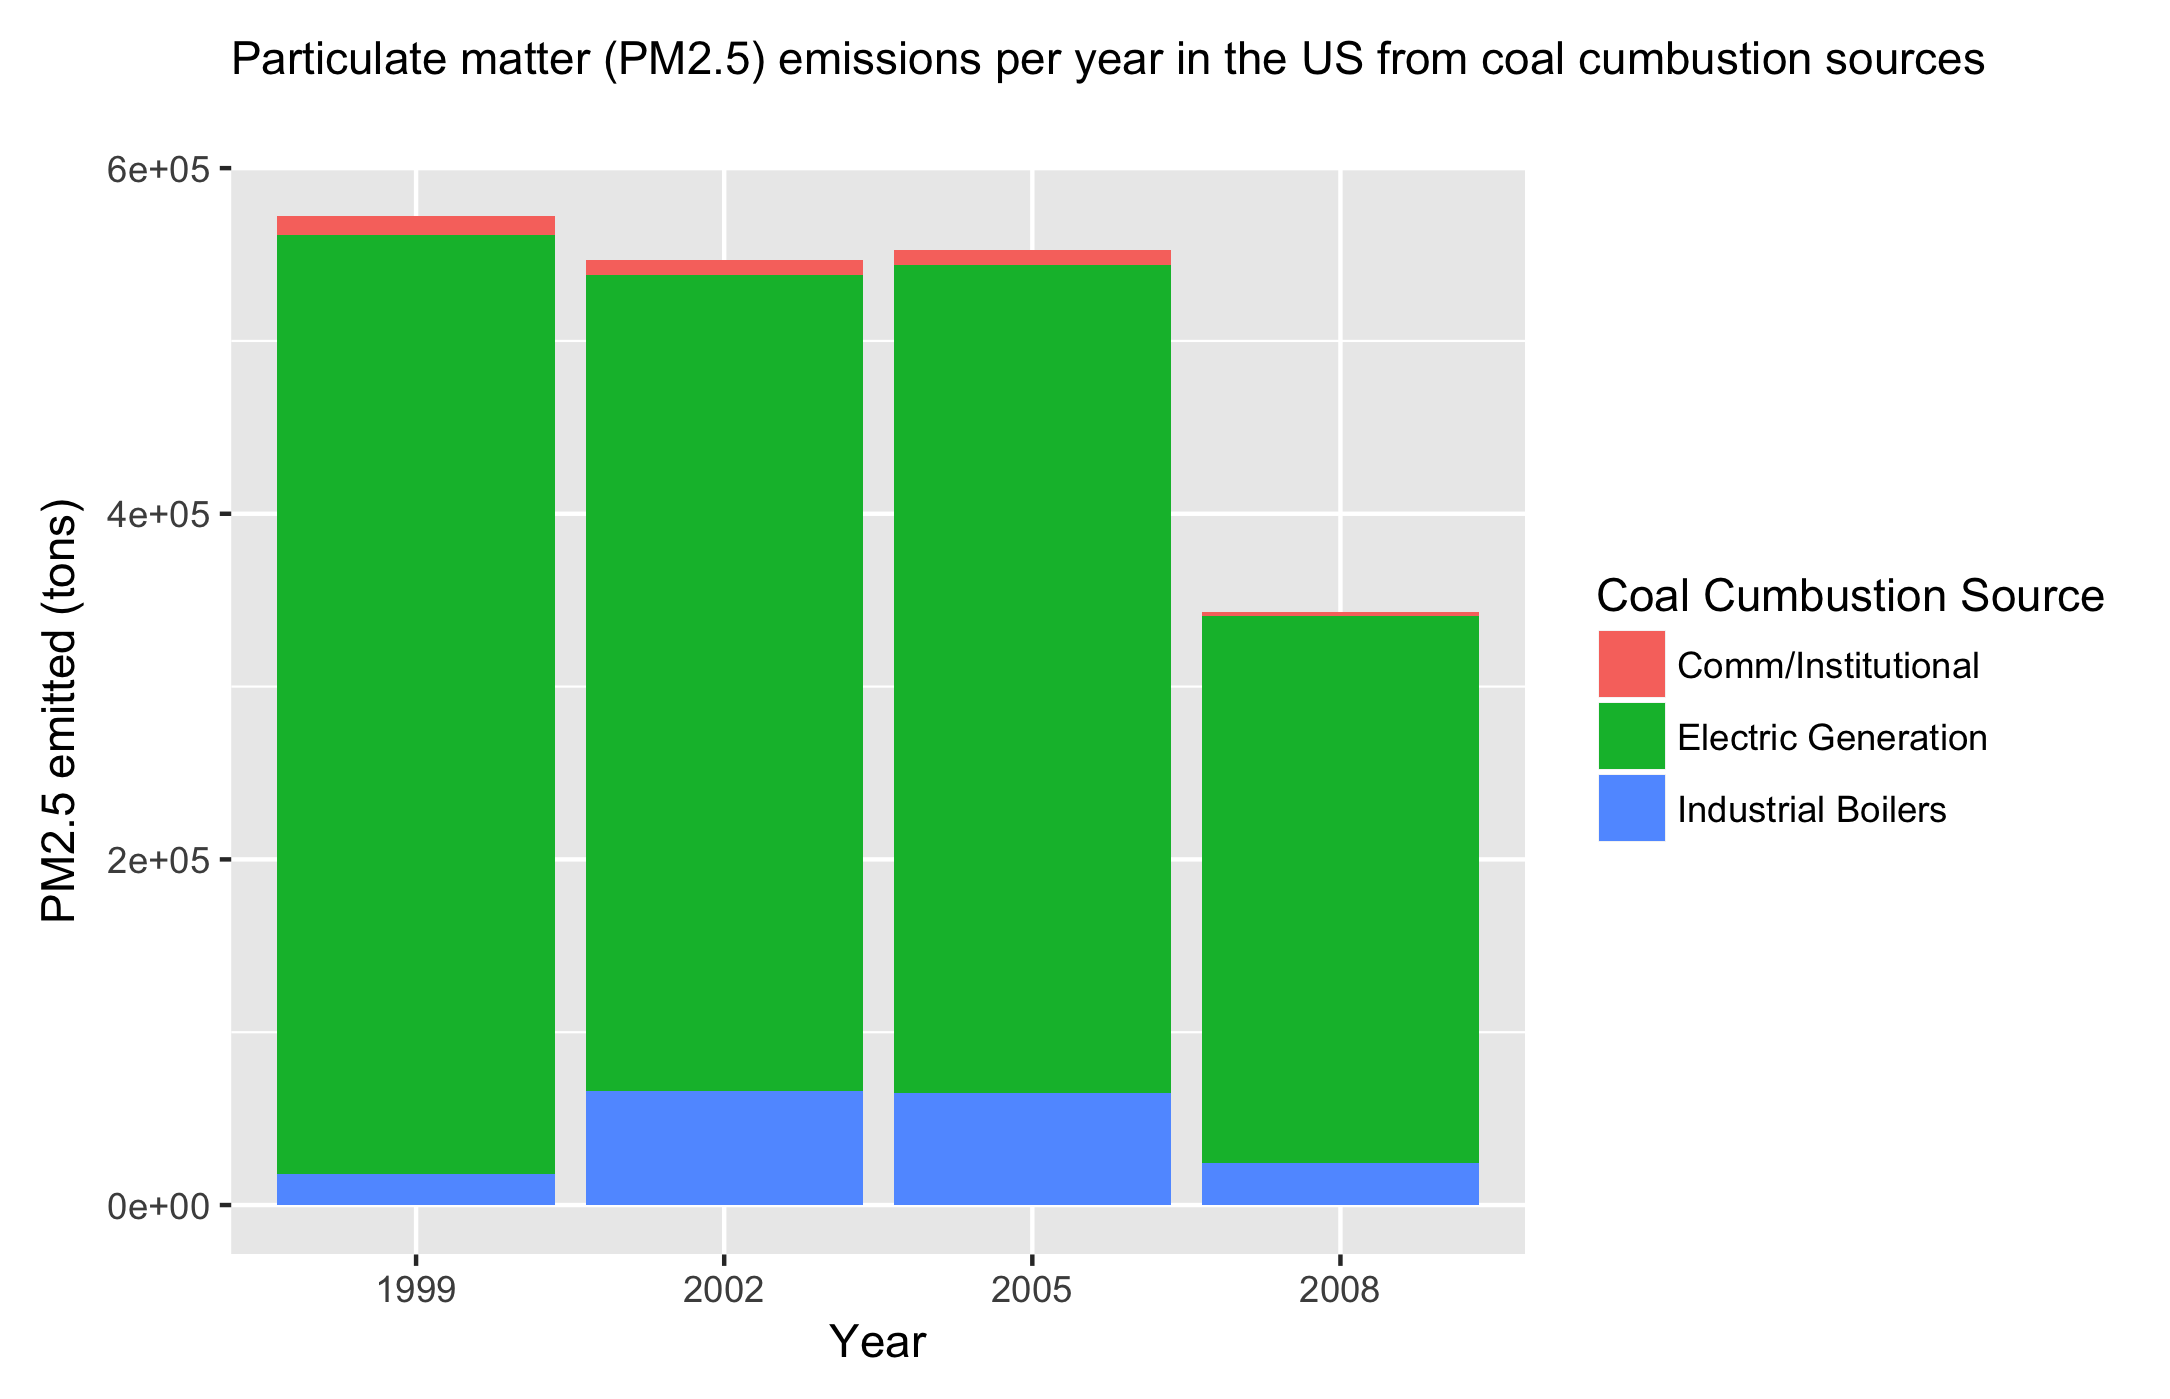 Particulate matter (PM2.5) emissions per year in the US from coal cumbustion sources
6e+05
4e+05
2e+05
0e+00
PM2.5 emitted (tons)
1999
2002
2005
2008
Year
Coal Cumbustion Source
Comm/Institutional
Electric Generation
Industrial Boilers